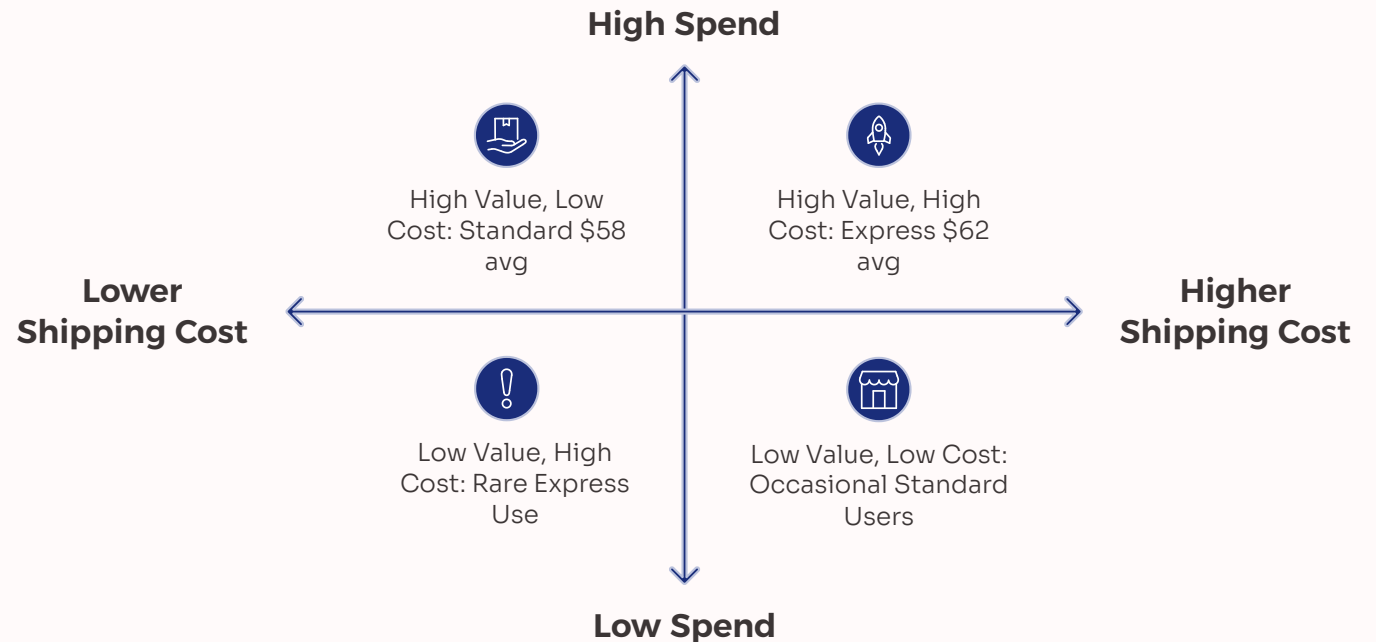 High Spend
High Value, Low
Cost: Standard $58
avg
High Value, High
Cost: Express $62
avg
Lower
Shipping Cost
Higher
Shipping Cost
Low Value, High
Cost: Rare Express
Use
Low Value, Low Cost:
Occasional Standard
Users
Low Spend